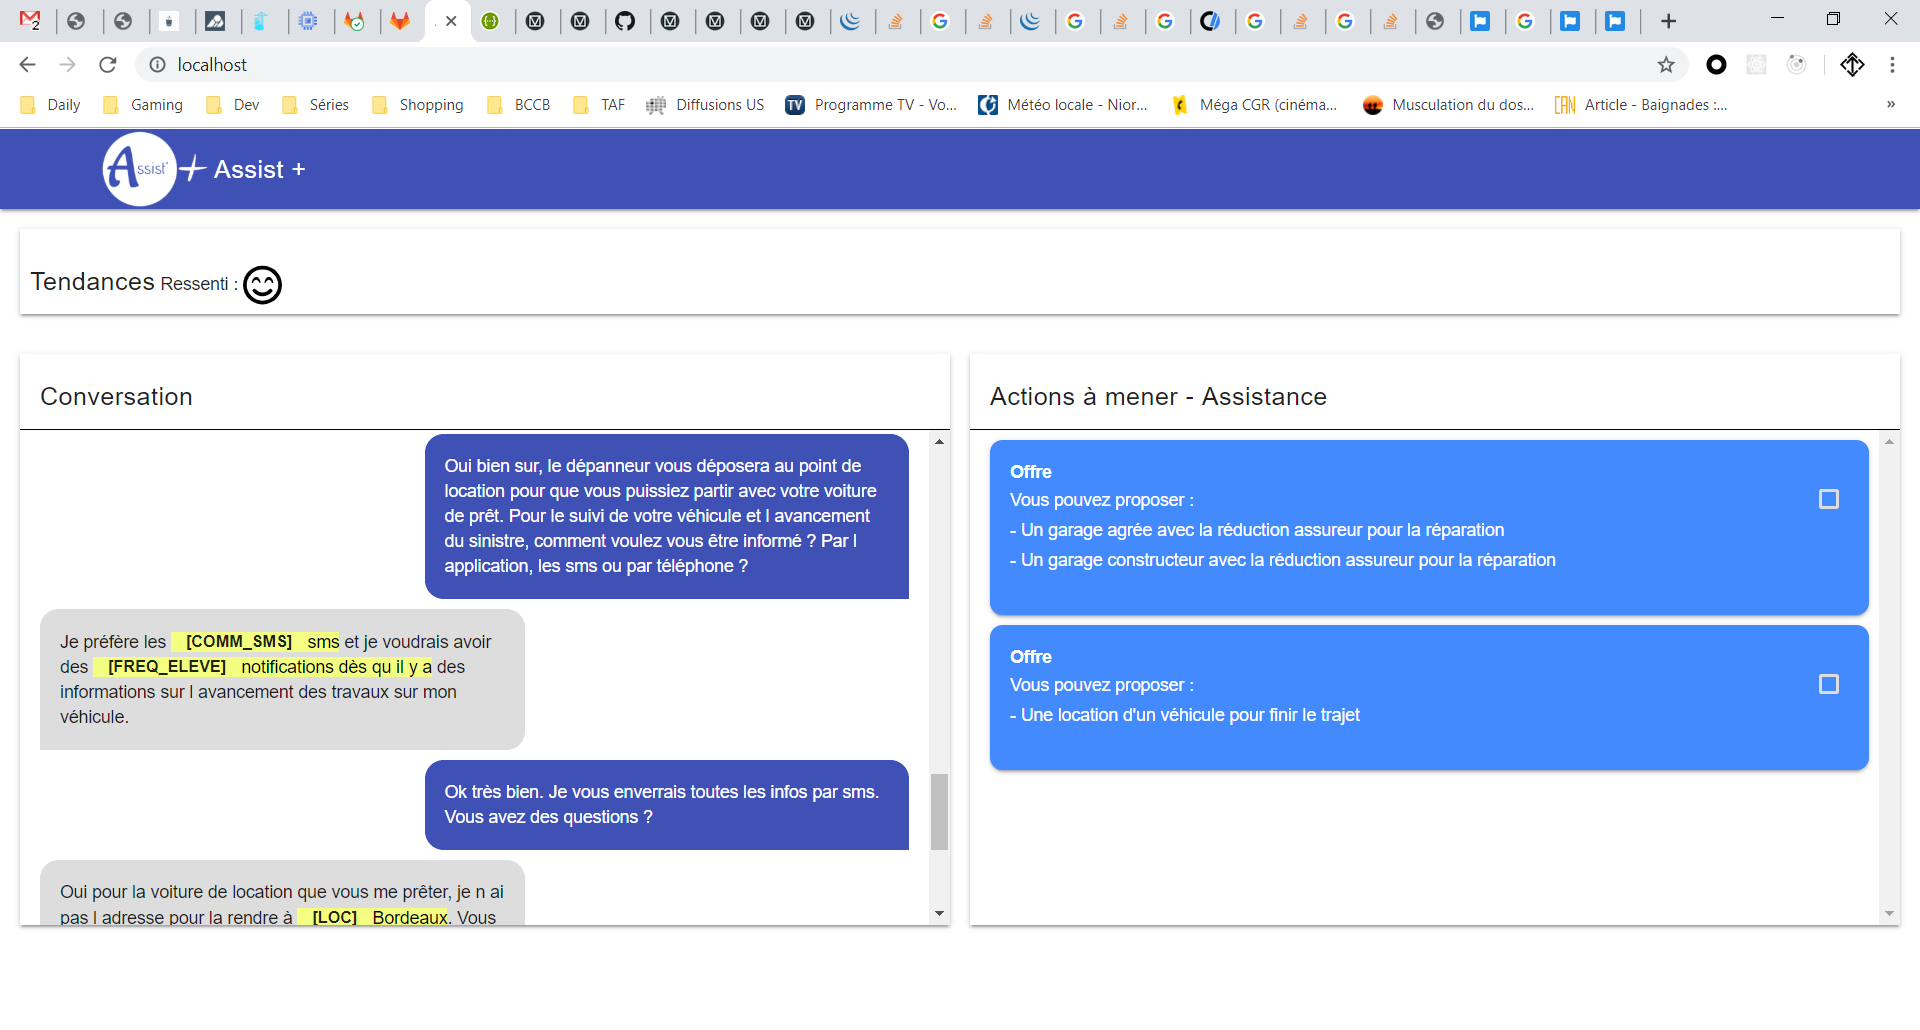 2
localhost
Daily
Gaming
Dev
Séries
Shopping
BCCB
TAF
Diffusions US
TV
Programme TV - Vo...
Météo locale - Nior...
Méga CGR (cinéma...
Musculation du dos...
CAN
Article - Baignades :...
»
Assist'
+ Assist +
Tendances Ressenti :
Conversation
Oui bien sur, le dépanneur vous déposera au point de
location pour que vous puissiez partir avec votre voiture
de prêt. Pour le suivi de votre véhicule et l avancement
du sinistre, comment voulez vous être informé ? Par l
application, les sms ou par téléphone ?
Je préfère les [COMM_SMS] sms et je voudrais avoir
des [FREQ_ELEVE] notifications dès qu il y a des
informations sur l avancement des travaux sur mon
véhicule.
Ok très bien. Je vous enverrais toutes les infos par sms.
Vous avez des questions ?
Oui pour la voiture de location que vous me prêter, je n ai
pas l adresse pour la rendre à [LOC] Bordeaux. Vous
Actions à mener - Assistance
Offre
Vous pouvez proposer :
- Un garage agrée avec la réduction assureur pour la réparation
- Un garage constructeur avec la réduction assureur pour la réparation
Offre
Vous pouvez proposer :
- Une location d'un véhicule pour finir le trajet